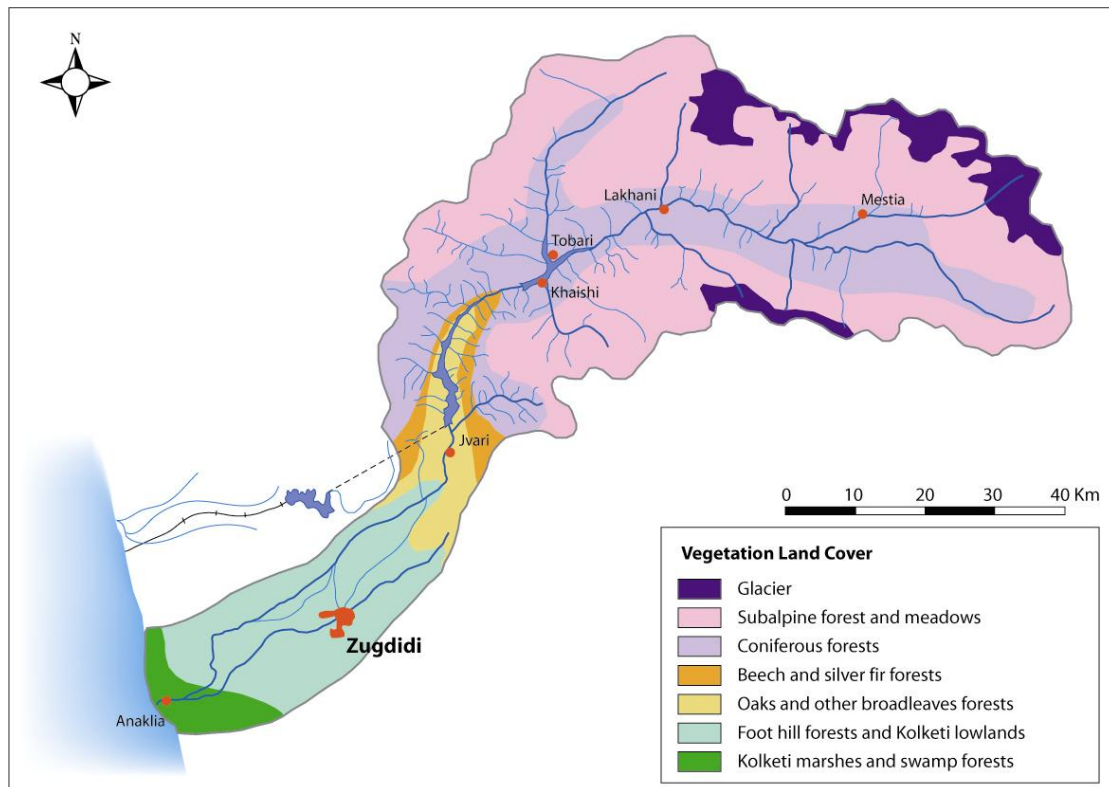 N
Lakhani
Mestia
Tobari
Khaishi
Jvari
0 10 20 30 40 Km
Vegetation Land Cover
Glacier
Subalpine forest and meadows
Coniferous forests
Beech and silver fir forests
Oaks and other broadleaves forests
Foot hill forests and Kolketi lowlands
Kolketi marshes and swamp forests
Zugdidi
Anaklia